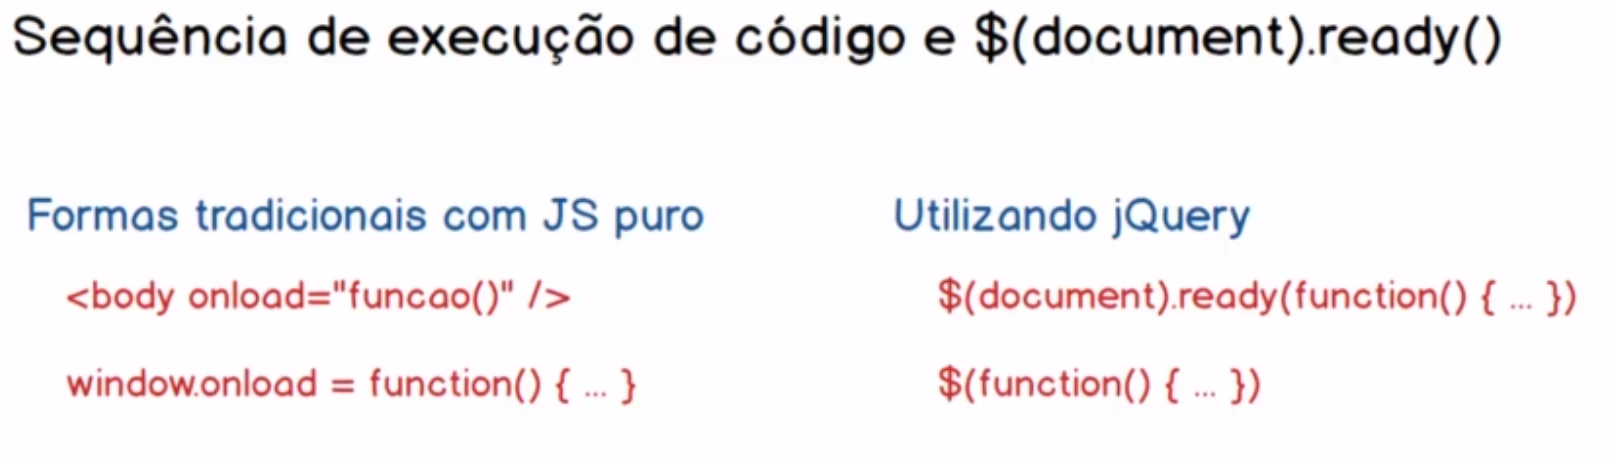 Sequência de execução de código e $(document).ready()
Formas tradicionais com JS puro
<body onload="funcao()" />
window.onload = function() { ... }
Utilizando jQuery
$(document).ready(function() { ... })
$(function() { ... })